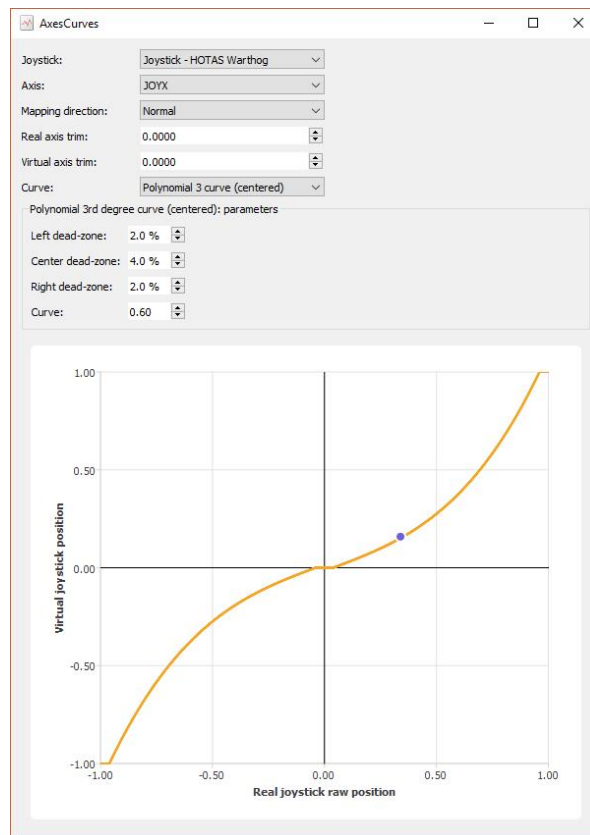 AxesCurves
Joystick: Joystick - HOTAS Warthog
Axis: JOYX
Mapping direction: Normal
Real axis trim: 0.0000
Virtual axis trim: 0.0000
Curve: Polynomial 3 curve (centered)
Polynomial 3rd degree curve (centered): parameters
Left dead-zone: 2.0 %
Center dead-zone: 4.0 %
Right dead-zone: 2.0 %
Curve: 0.60
1.00
0.50
0.00
-0.50
-1.00
Virtual joystick position
-1.00 -0.50 0.00 0.50 1.00
Real joystick raw position